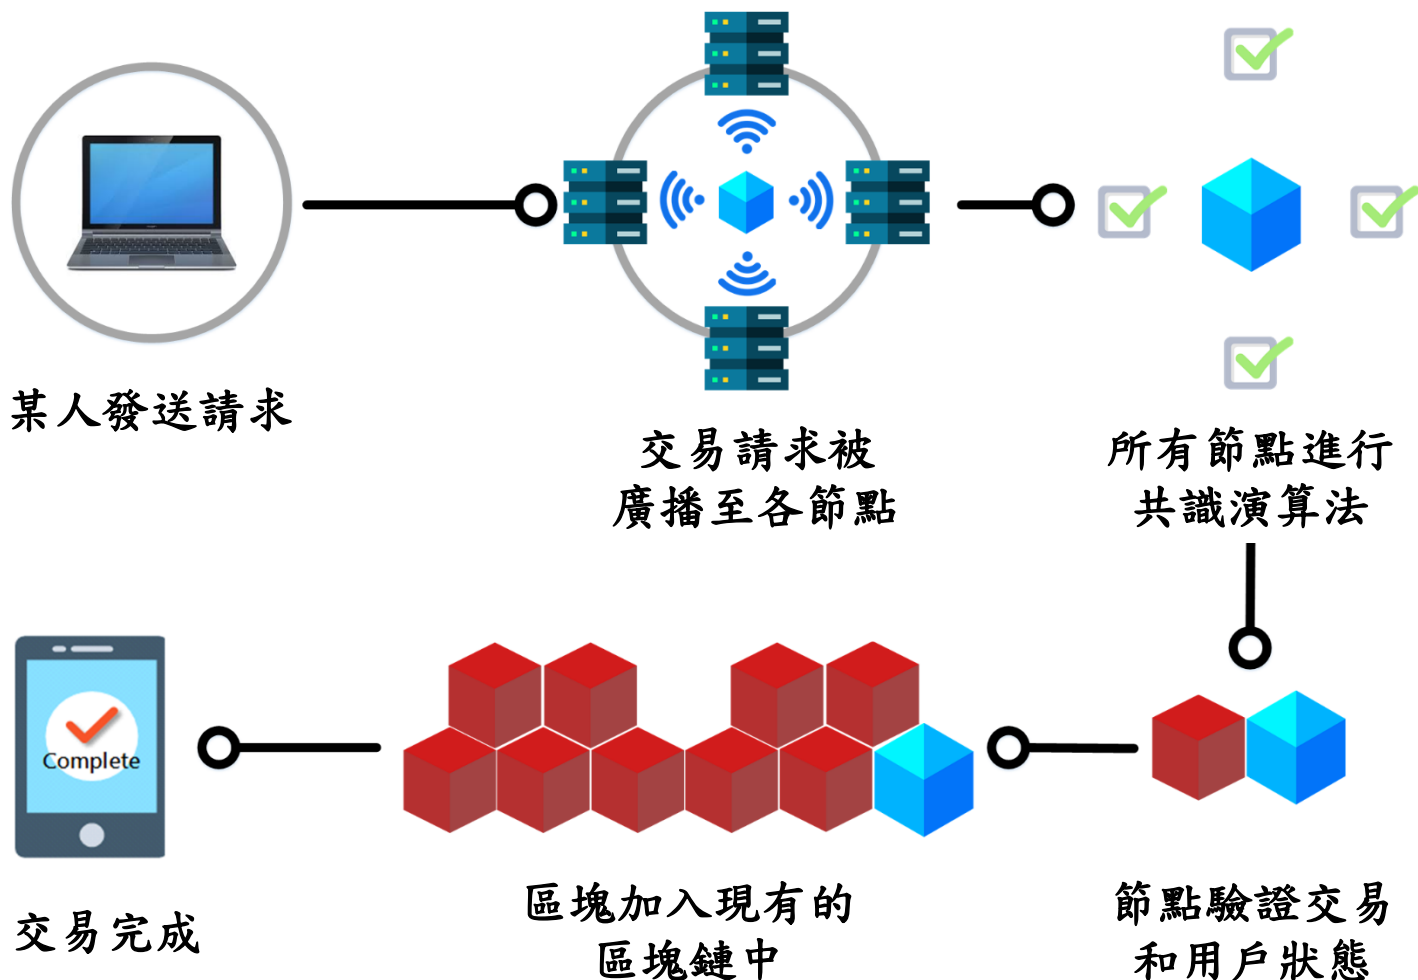 某人發送請求
交易請求被
廣播至各節點
所有節點進行
共識演算法
節點驗證交易
和用戶狀態
區塊加入現有的
區塊鏈中
Complete
交易完成